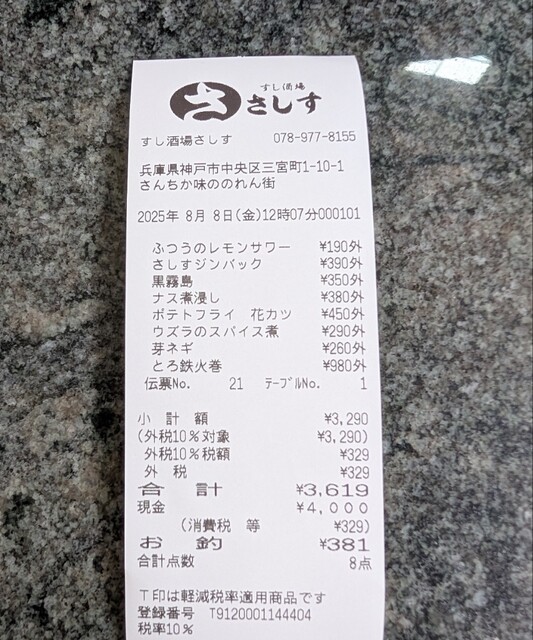 すし酒場
さしす
すし酒場さしす 078-977-8155
兵庫県神戸市中央区三宮町1-10-1
さんちか味ののれん街
2025年 8月 8日(金)12時07分000101
ふつうのレモンサワー ¥190外
さしすジンバック ¥390外
黒霧島 ¥350外
ナス煮浸し ¥380外
ポテトフライ 花カツ ¥450外
ウズラのスパイス煮 ¥290外
芽ネギ ¥260外
とろ鉄火巻 ¥980外
伝票No. 21 テーブルNo. 1
小 計 額 ¥3,290
(外税10%対象 ¥3,290)
外税10%税額 ¥329
外 税 ¥329
合 計 ¥3,619
現金 ¥4,000
(消費税 等 ¥329)
お 釣 ¥381
合計点数 8点
T印は軽減税率適用商品です
登録番号 T9120001144404
税率10%